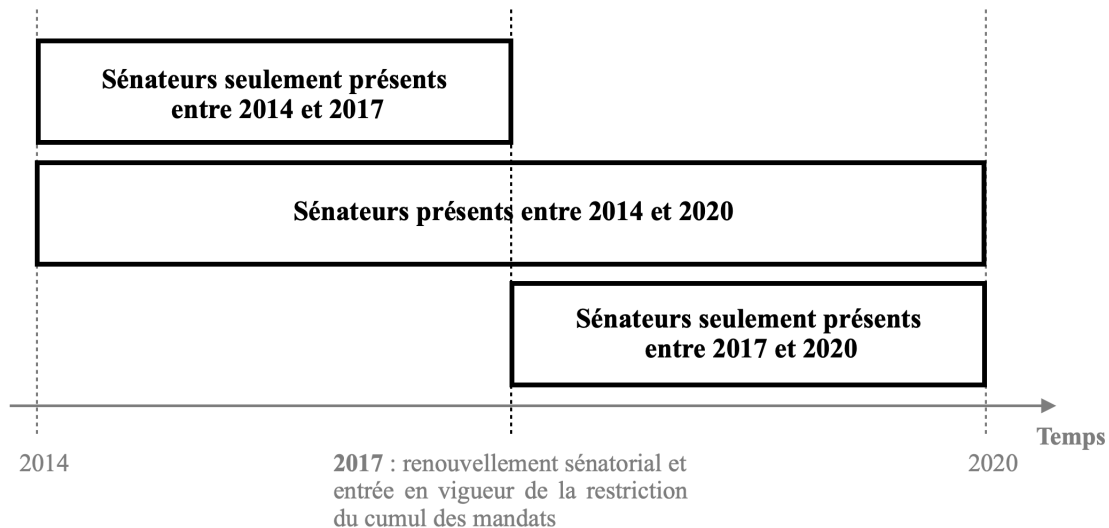 Sénateurs seulement présents
entre 2014 et 2017
Sénateurs présents entre 2014 et 2020
Sénateurs seulement présents
entre 2017 et 2020
Temps
2014
2017 : renouvellement sénatorial et
entrée en vigueur de la restriction
du cumul des mandats
2020